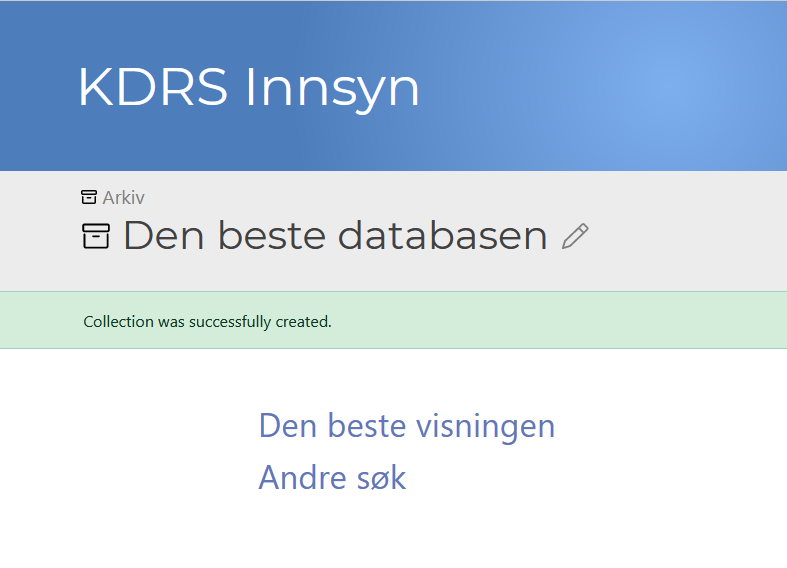 KDRS Innsyn
Arkiv
Den beste databasen
Collection was successfully created.
Den beste visningen
Andre søk